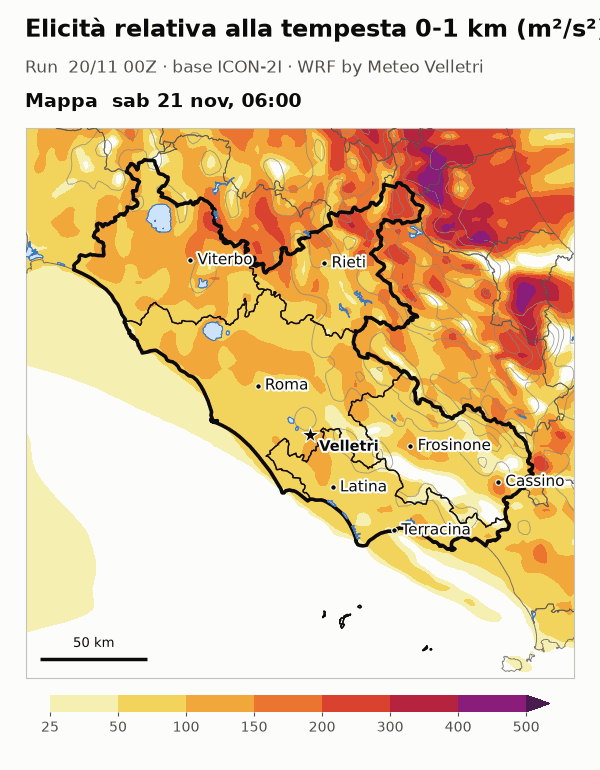 Elicità relativa alla tempesta 0-1 km (m²/s²)
Run  20/11 00Z · base ICON-2I · WRF by Meteo Velletri
Mappa  sab 21 nov, 06:00
Viterbo
Rieti
Roma
Velletri
Frosinone
Cassino
Latina
Terracina
50 km
25 50 100 150 200 300 400 500